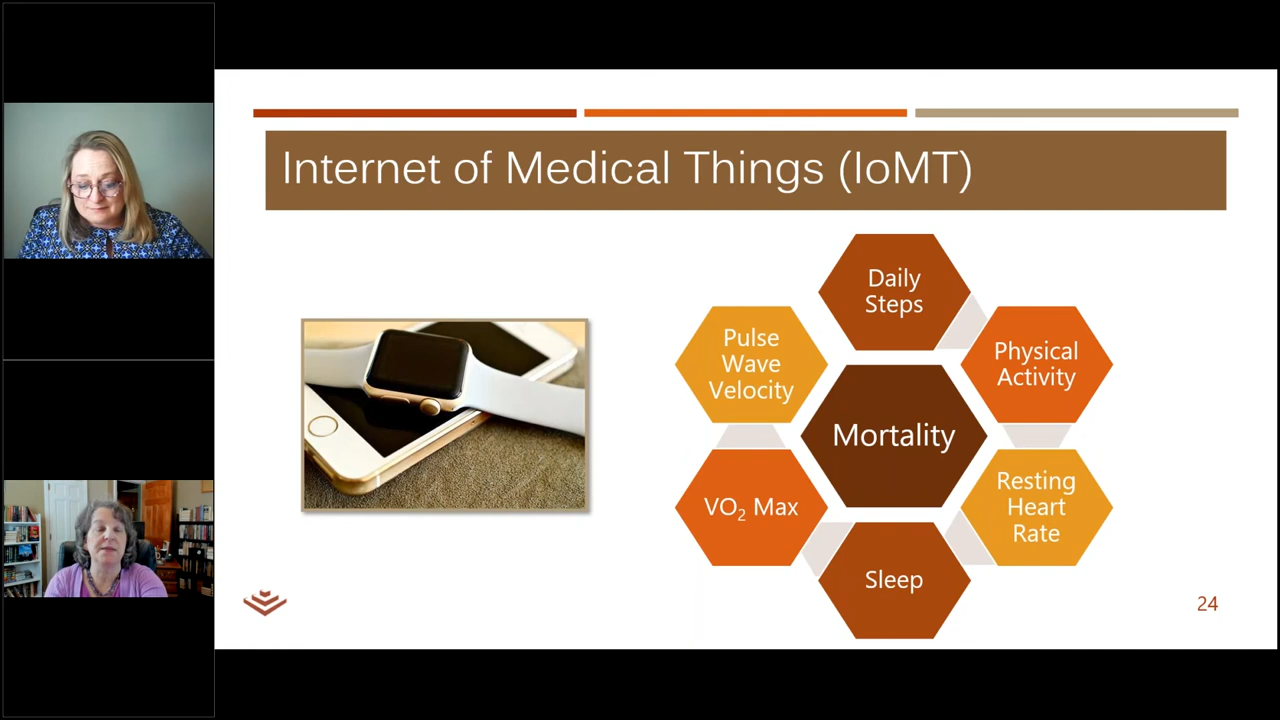 Internet of Medical Things (IoMT)
Daily
Steps
Pulse
Wave
Velocity
Physical
Activity
Mortality
VO₂ Max
Resting
Heart
Rate
Sleep
24